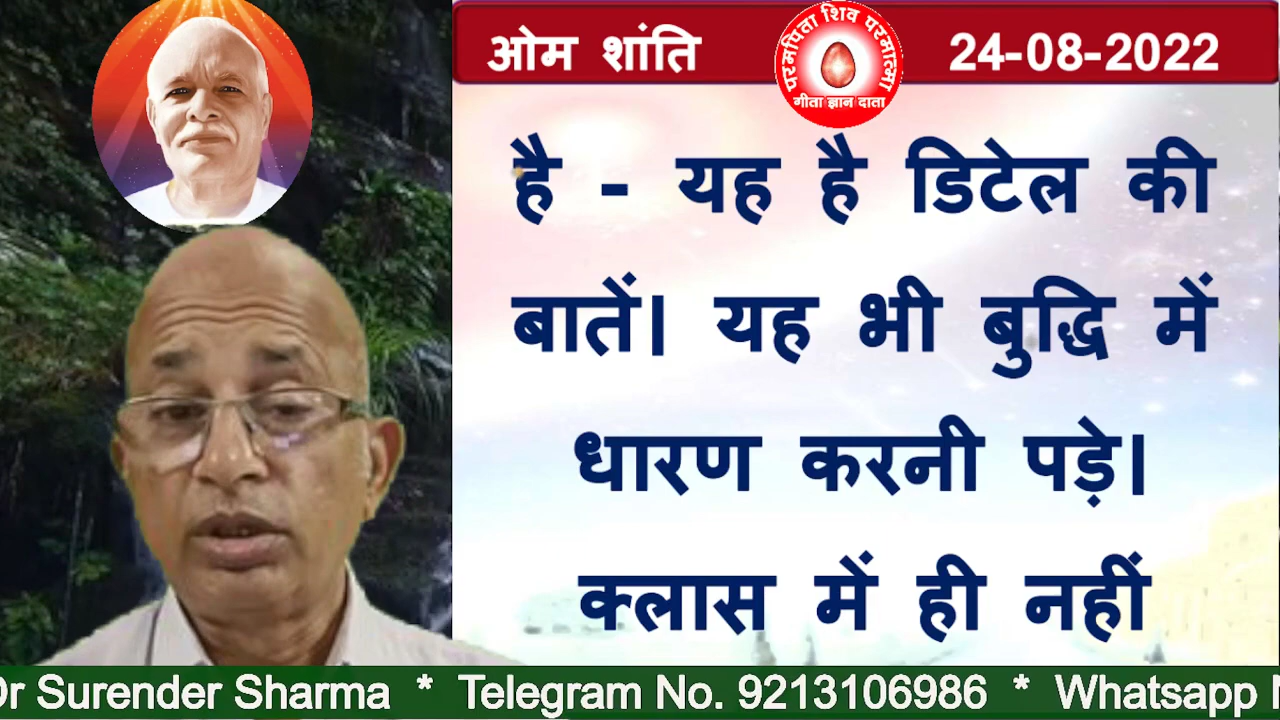 ओम शांति
परमपिता शिव परमात्मा
गीता ज्ञान दाता
24-08-2022
है - यह है डिटेल की
बातें। यह भी बुद्धि में
धारण करनी पड़े।
क्लास में ही नहीं
Dr Surender Sharma * Telegram No. 9213106986 * Whatsapp N